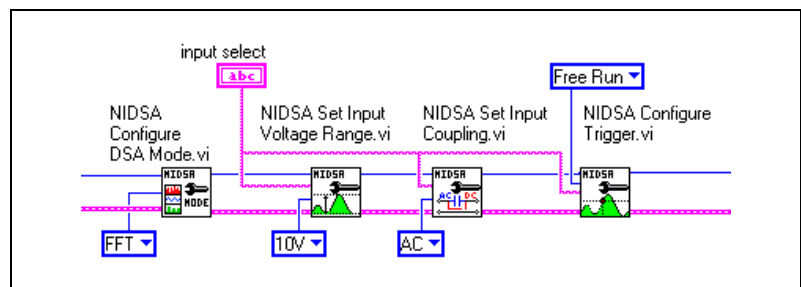 input select
abc
Free Run
NIDSA
Configure
DSA Mode.vi
NIDSA Set Input
Voltage Range.vi
NIDSA Set Input
Coupling.vi
NIDSA Configure
Trigger.vi
NIDSA
MODE
NIDSA
NIDSA
AC DC
NIDSA
FFT
10V
AC